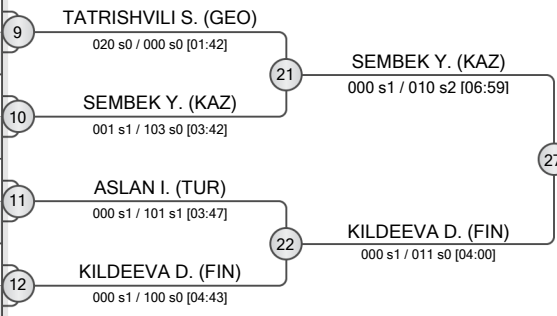 TATRISHVILI S. (GEO)
9
020 s0 / 000 s0 [01:42]
21
SEMBEK Y. (KAZ)
000 s1 / 010 s2 [06:59]
SEMBEK Y. (KAZ)
10
001 s1 / 103 s0 [03:42]
27
ASLAN I. (TUR)
11
000 s1 / 101 s1 [03:47]
22
KILDEEVA D. (FIN)
000 s1 / 011 s0 [04:00]
KILDEEVA D. (FIN)
12
000 s1 / 100 s0 [04:43]